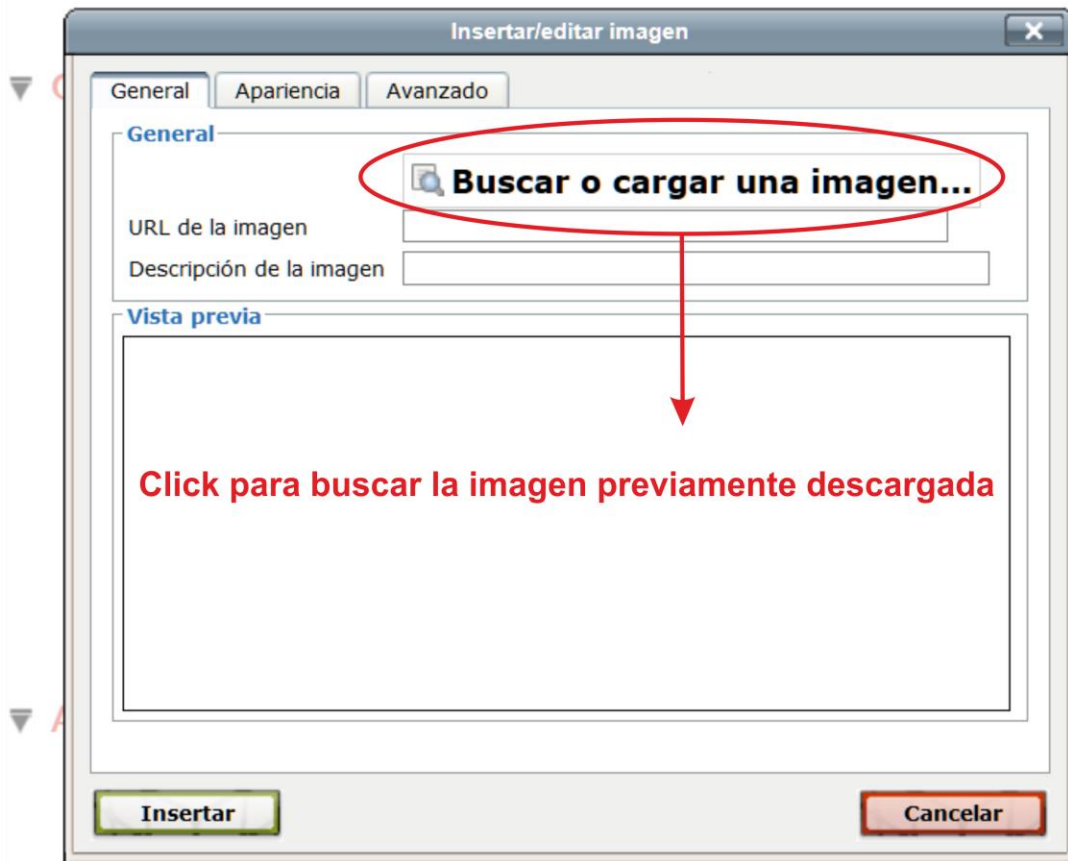 Insertar/editar imagen
General Apariencia Avanzado
General
Buscar o cargar una imagen...
URL de la imagen
Descripción de la imagen
Vista previa
Click para buscar la imagen previamente descargada
Insertar Cancelar